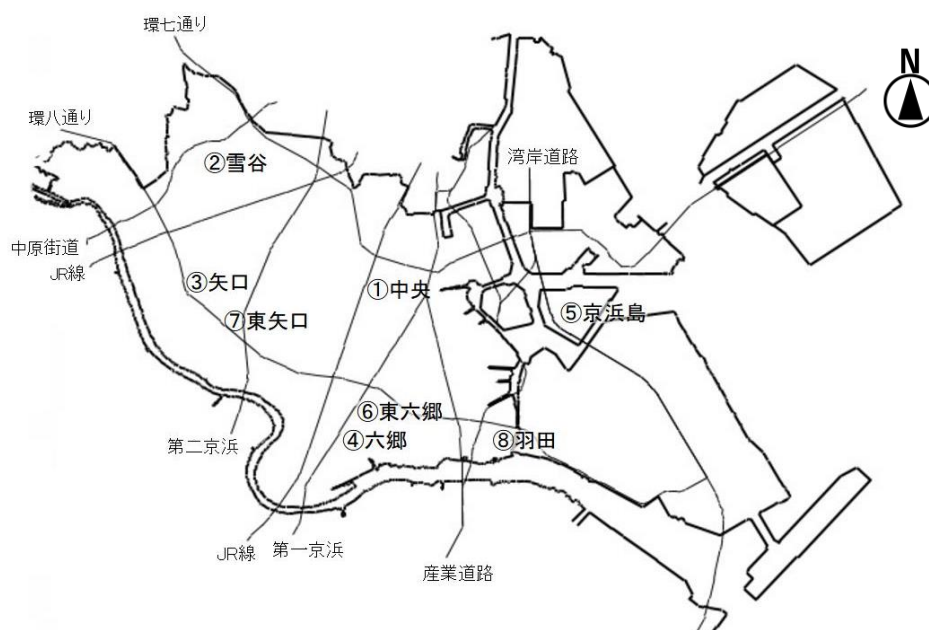 環七通り
N
環八通り
②雪谷
湾岸道路
中原街道
JR線
③矢口
①中央
⑦東矢口
⑤京浜島
⑥東六郷
④六郷
⑧羽田
第二京浜
JR線
第一京浜
産業道路